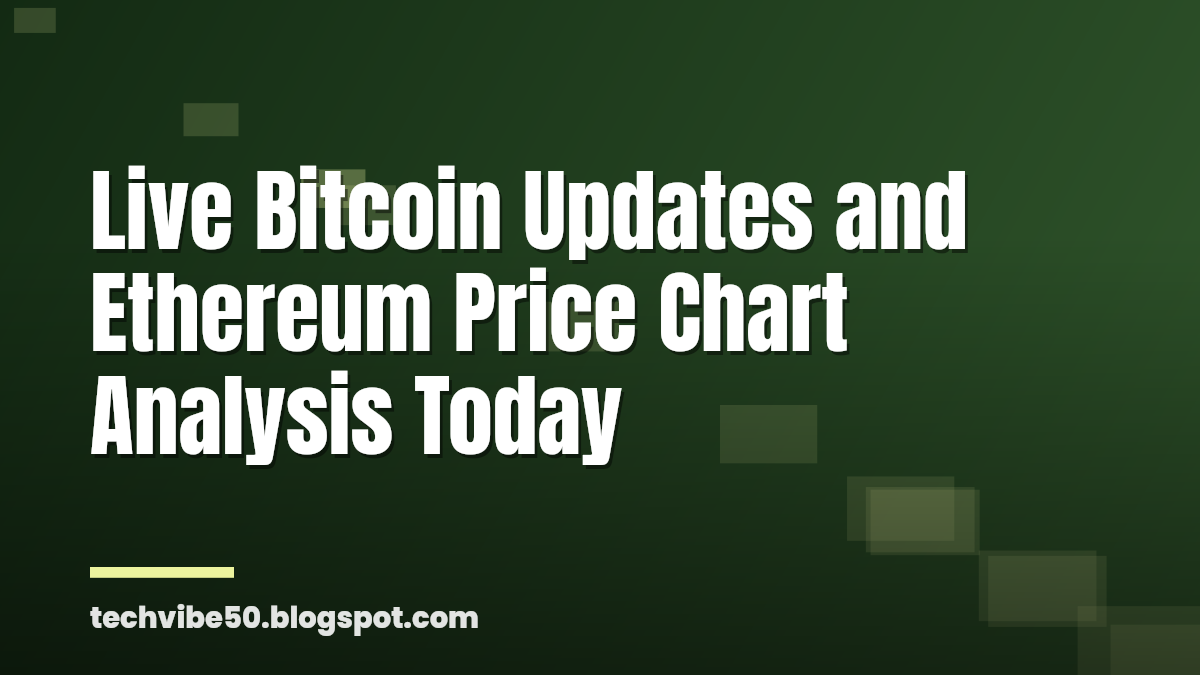 Live Bitcoin Updates and
Ethereum Price Chart
Analysis Today
techvibe50.blogspot.com